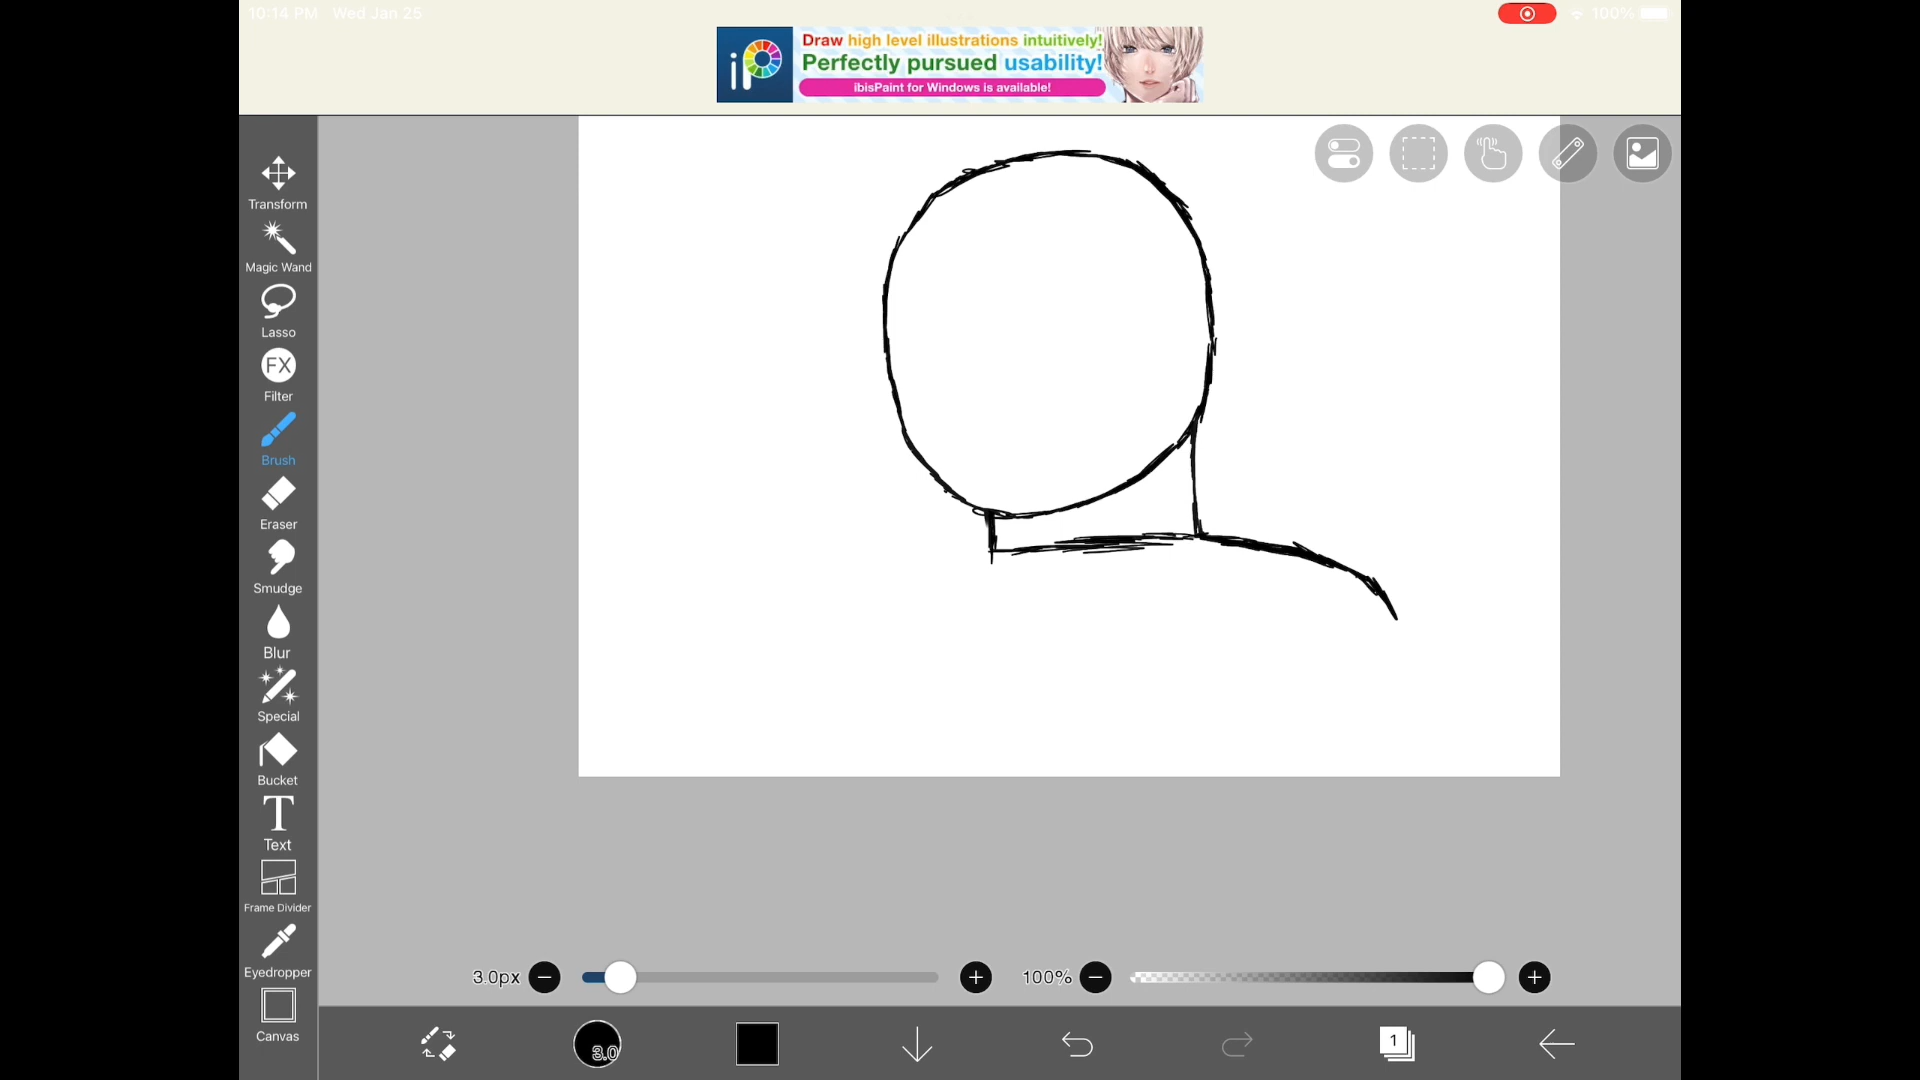 10:14 PM Wed Jan 25
100%
iP
Draw high level illustrations intuitively!
Perfectly pursued usability!
ibisPaint for Windows is available!
Transform
Magic Wand
Lasso
FX
Filter
Brush
Eraser
Smudge
Blur
Special
Bucket
T
Text
Frame Divider
Eyedropper
Canvas
3.0px
100%
3.0
1